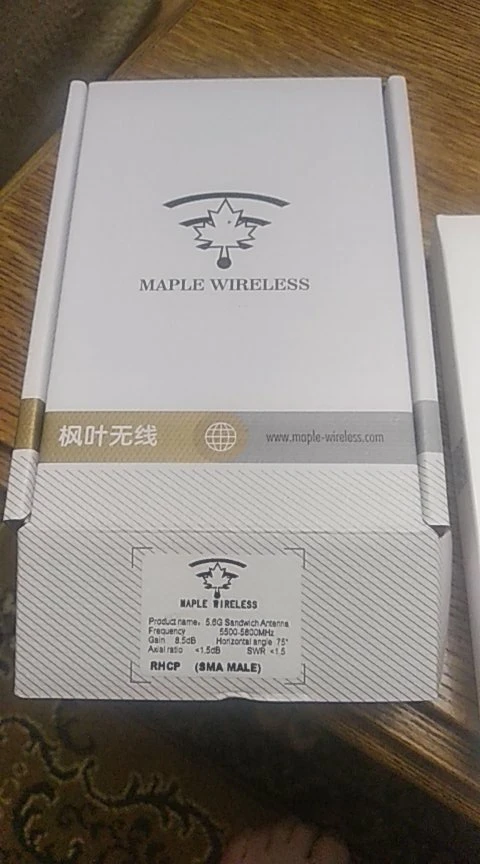 MAPLE WIRELESS
枫叶无线 www.maple-wireless.com
MAPLE WIRELESS
Product name: 5.8G Sandwich Antenna
Frequency 5500-5800MHz
Gain 8.5dB Horizontal angle 75°
Axial ratio <1.5dB SWR <1.5
RHCP (SMA MALE)